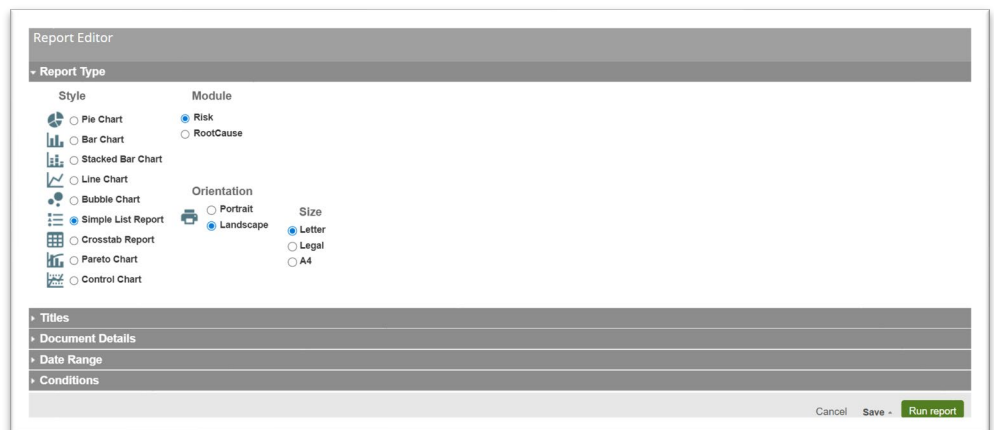 Report Editor
Report Type
Style
Pie Chart
Bar Chart
Stacked Bar Chart
Line Chart
Bubble Chart
Simple List Report
Crosstab Report
Pareto Chart
Control Chart
Module
Risk
RootCause
Orientation
Portrait
Landscape
Size
Letter
Legal
A4
Titles
Document Details
Date Range
Conditions
Cancel Save Run report